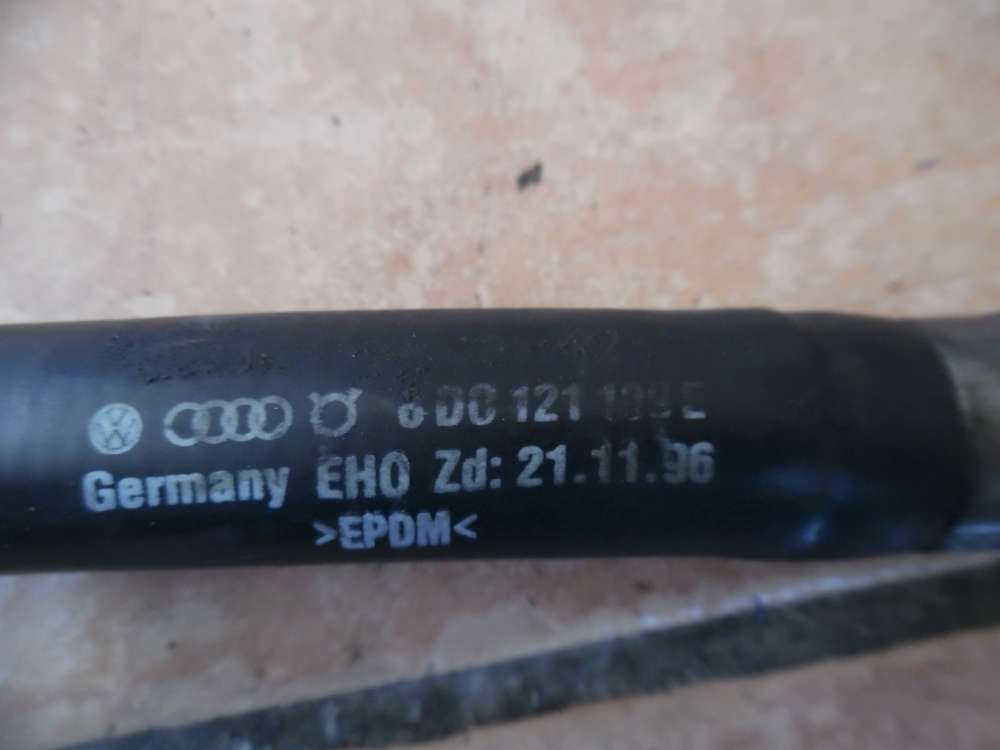 DC 121 E
Germany EHO Zd: 21.11.96
>EPDM<